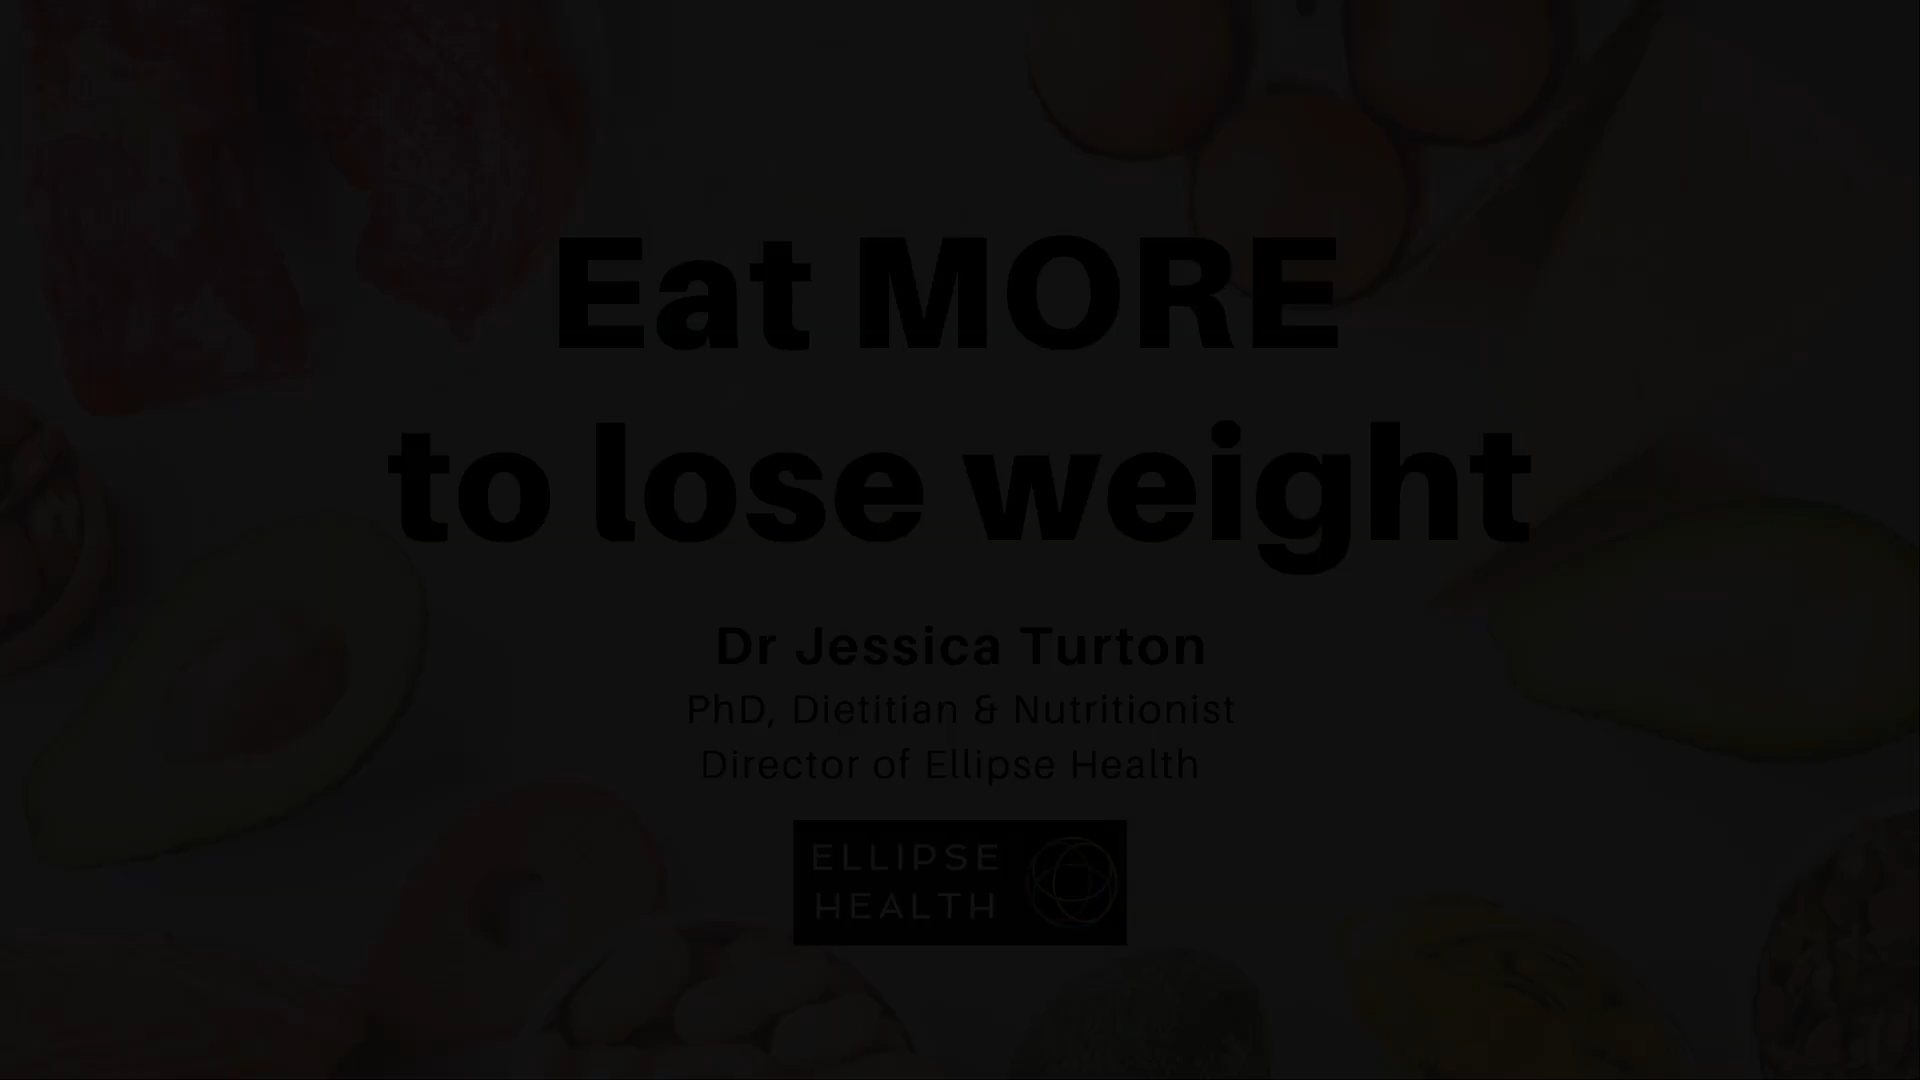 Eat MORE
to lose weight
Dr Jessica Turton
PhD, Dietitian & Nutritionist
Director of Ellipse Health
ELLIPSE
HEALTH